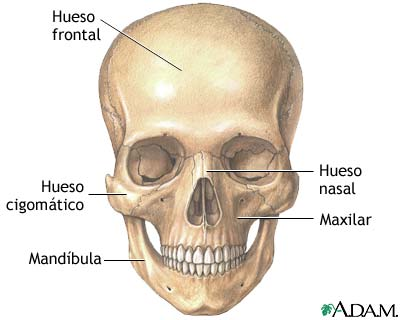 Hueso
frontal
Hueso
nasal
Hueso
cigomático
Maxilar
Mandíbula
A.D.A.M.